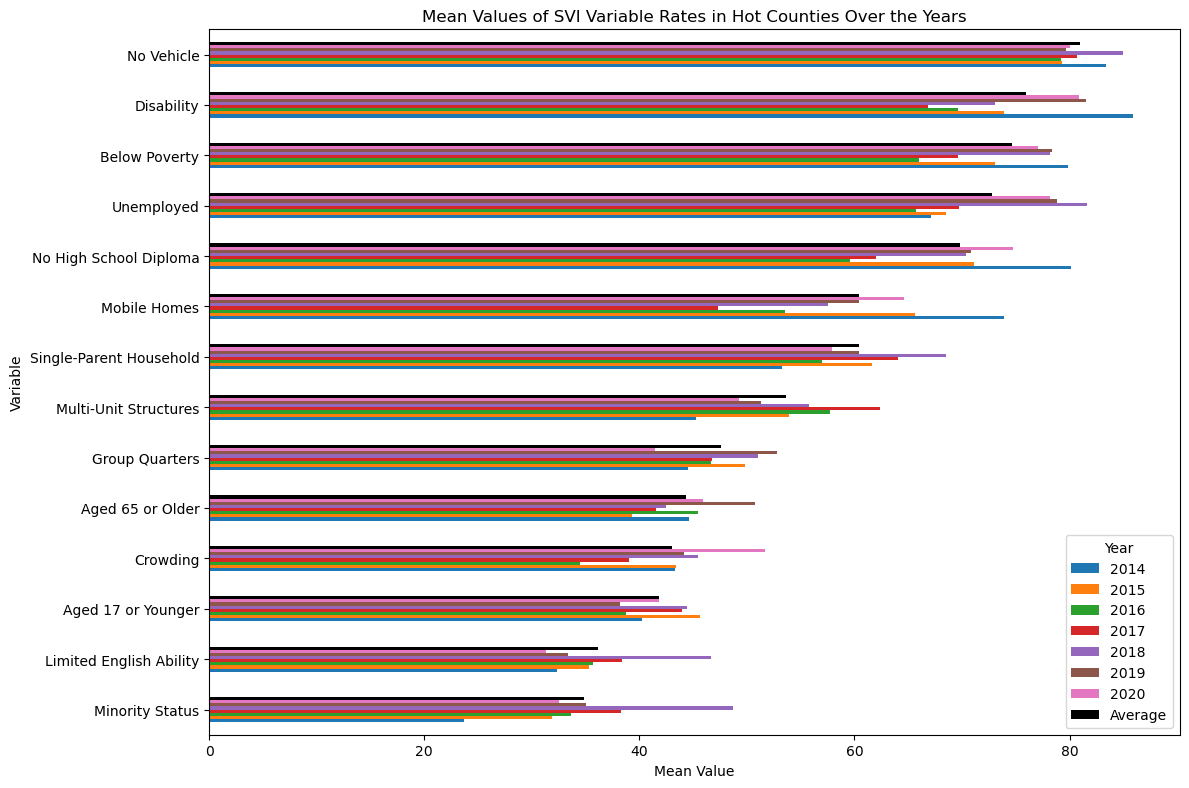 Mean Values of SVI Variable Rates in Hot Counties Over the Years
Variable
No Vehicle
Disability
Below Poverty
Unemployed
No High School Diploma
Mobile Homes
Single-Parent Household
Multi-Unit Structures
Group Quarters
Aged 65 or Older
Crowding
Aged 17 or Younger
Limited English Ability
Minority Status
0 20 40 60 80
Mean Value
Year
2014
2015
2016
2017
2018
2019
2020
Average